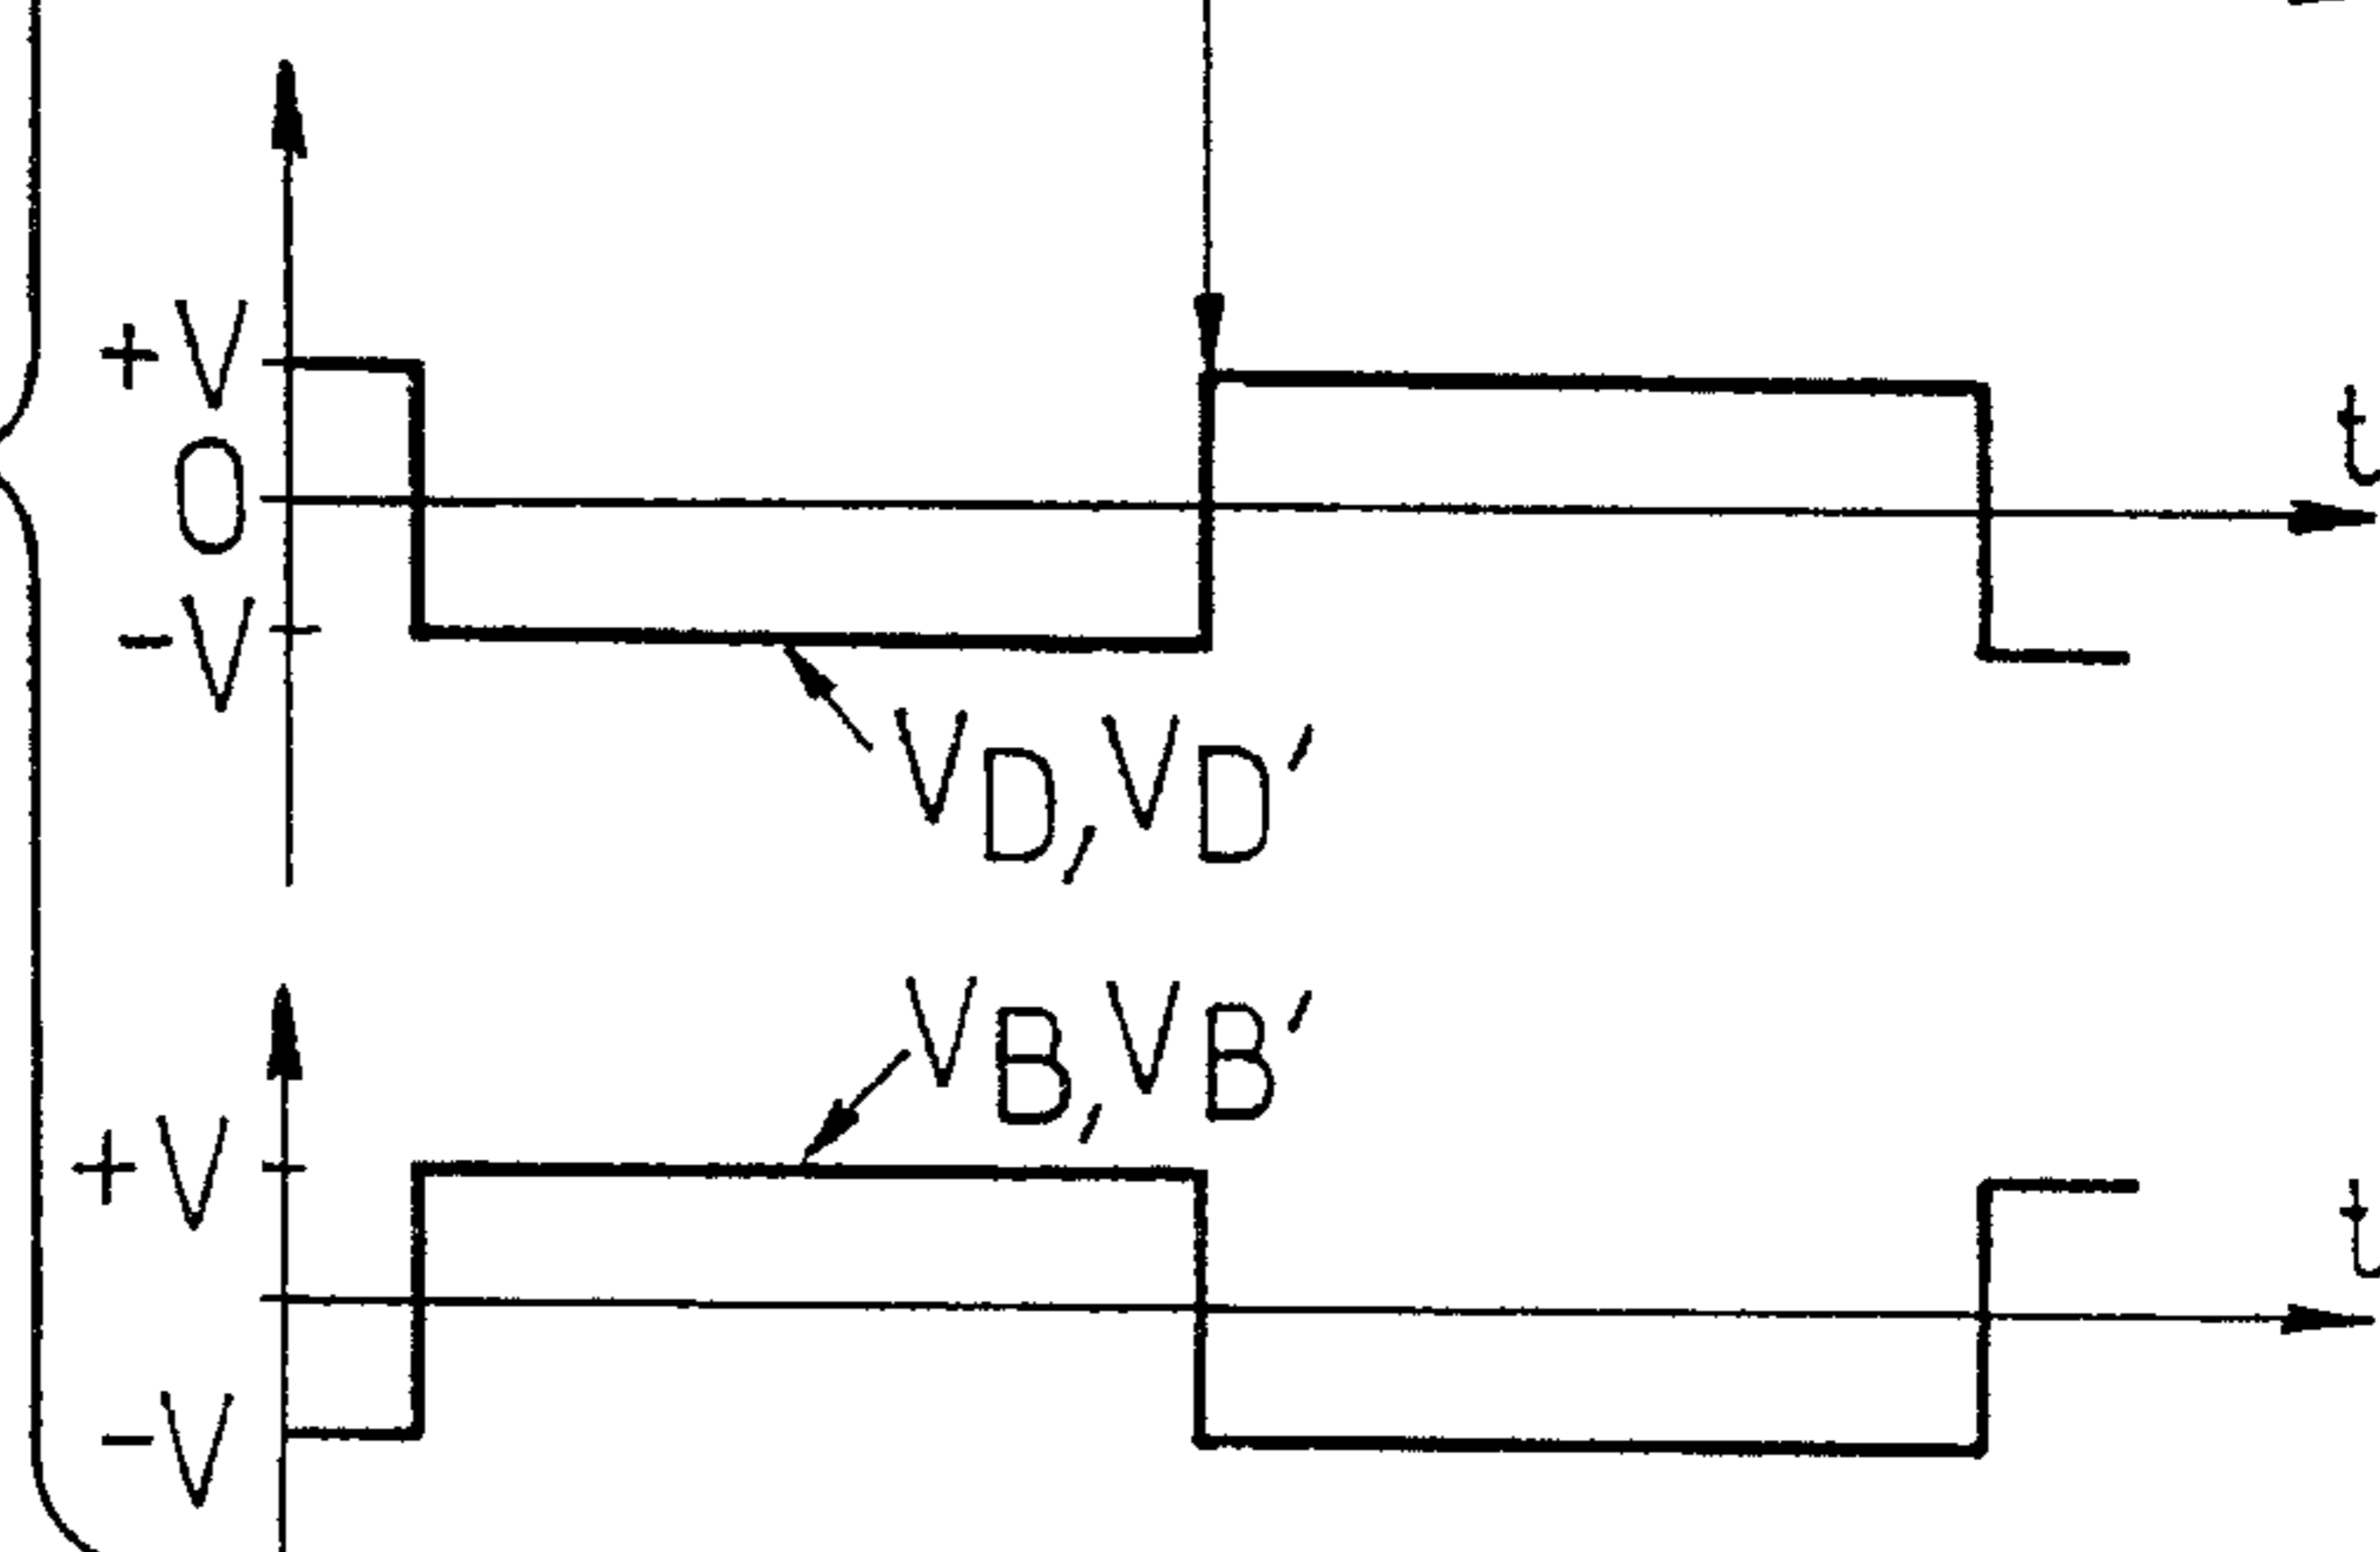 +V
0
t
-V
VD, VD'
VB, VB'
+V
t
-V